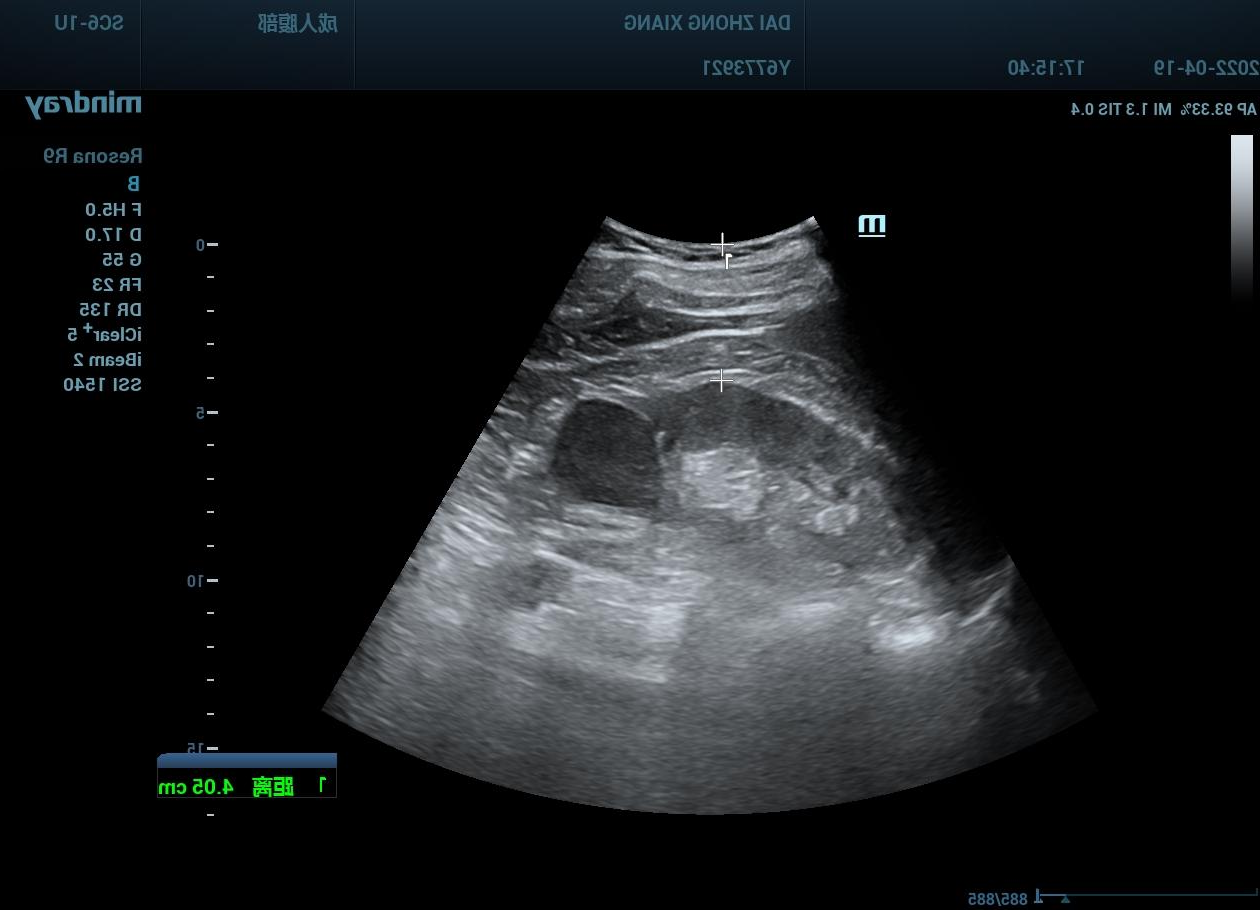 SC6-1U
成人腹部
DAI ZHONG XIANG
Y6773921
17:15:40
2022-04-19
mindray
AP 93.33% MI 1.3 TIS 0.4
Resona R9
B
F H5.0
D 17.0
G 55
FR 23
DR 135
iClear+ 5
iBeam 2
SSI 1540
m
0
1
5
10
15
1 距离 4.05 cm
885/885
1